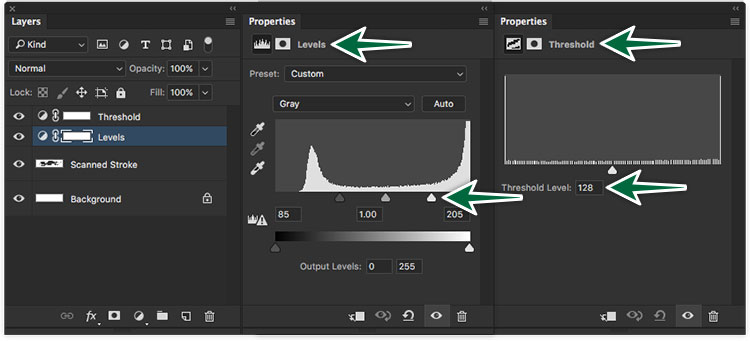 Layers
Kind
Normal
Opacity: 100%
Lock:
Fill: 100%
Threshold
Levels
Scanned Stroke
Background
fx
Properties
Levels
Preset: Custom
Gray
Auto
85
1.00
205
Output Levels: 0 255
Properties
Threshold
Threshold Level: 128